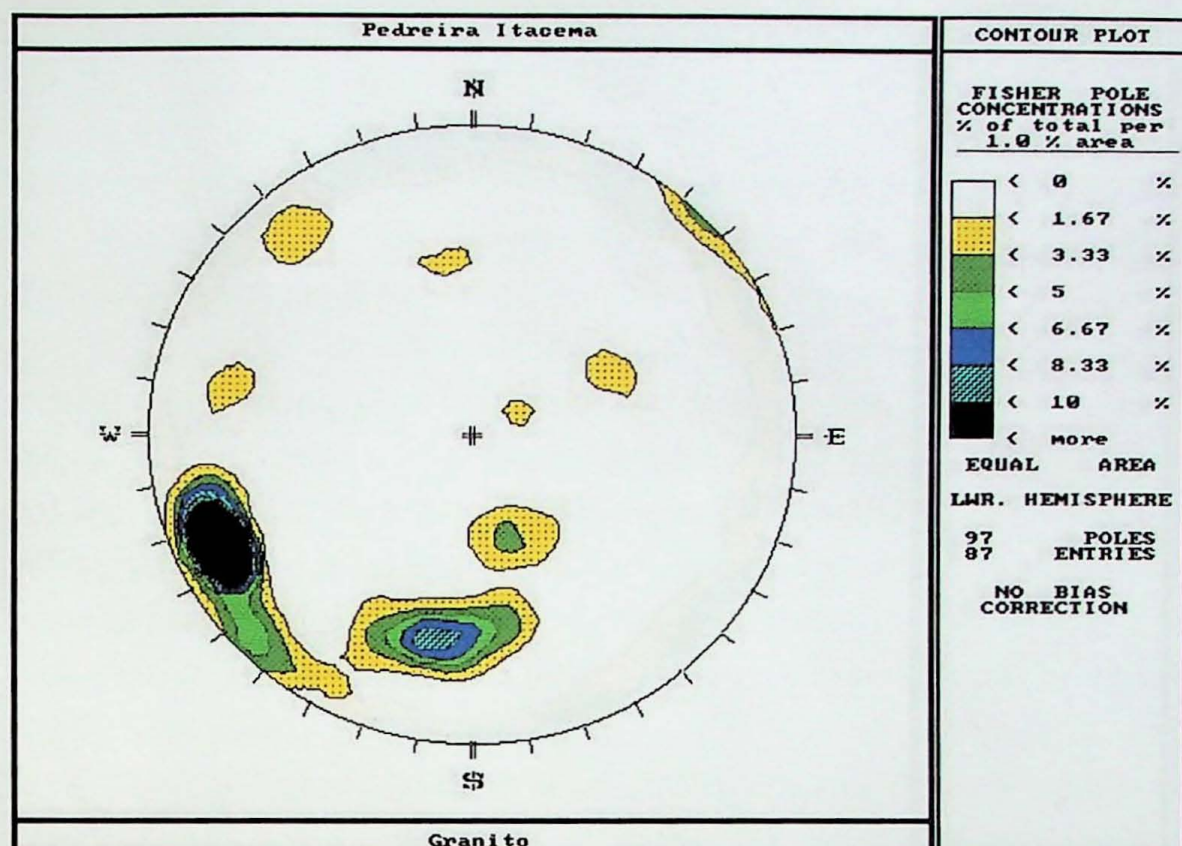 Pedreira Itacema
CONTOUR PLOT
N
W
E
S
FISHER POLE
CONCENTRATIONS
% of total per
1.0 % area
< 0 %
< 1.67 %
< 3.33 %
< 5 %
< 6.67 %
< 8.33 %
< 10 %
< more
EQUAL AREA
LWR. HEMISPHERE
97 POLES
87 ENTRIES
NO BIAS
CORRECTION
Granito